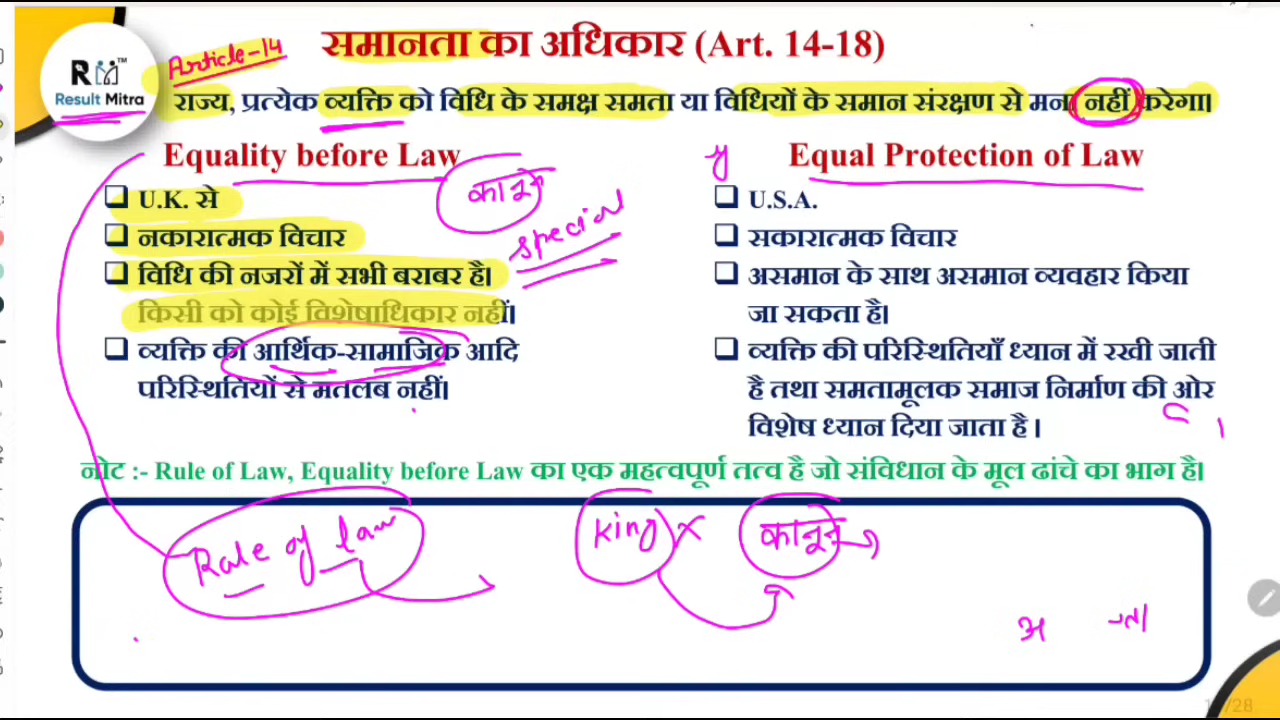 समानता का अधिकार (Art. 14-18)
Article-14
RM™
Result Mitra
राज्य, प्रत्येक व्यक्ति को विधि के समक्ष समता या विधियों के समान संरक्षण से मना नहीं करेगा।
Equality before Law
कानून
Special
❑ U.K. से
❑ नकारात्मक विचार
❑ विधि की नजरों में सभी बराबर है।
किसी को कोई विशेषाधिकार नहीं।
❑ व्यक्ति की आर्थिक-सामाजिक आदि
परिस्थितियों से मतलब नहीं।
Equal Protection of Law
❑ U.S.A.
❑ सकारात्मक विचार
❑ असमान के साथ असमान व्यवहार किया
जा सकता है।
❑ व्यक्ति की परिस्थितियाँ ध्यान में रखी जाती
है तथा समतामूलक समाज निर्माण की ओर
विशेष ध्यान दिया जाता है।
नोट :- Rule of Law, Equality before Law का एक महत्वपूर्ण तत्व है जो संविधान के मूल ढांचे का भाग है।
Rule of law
King x कानून
अ
/28